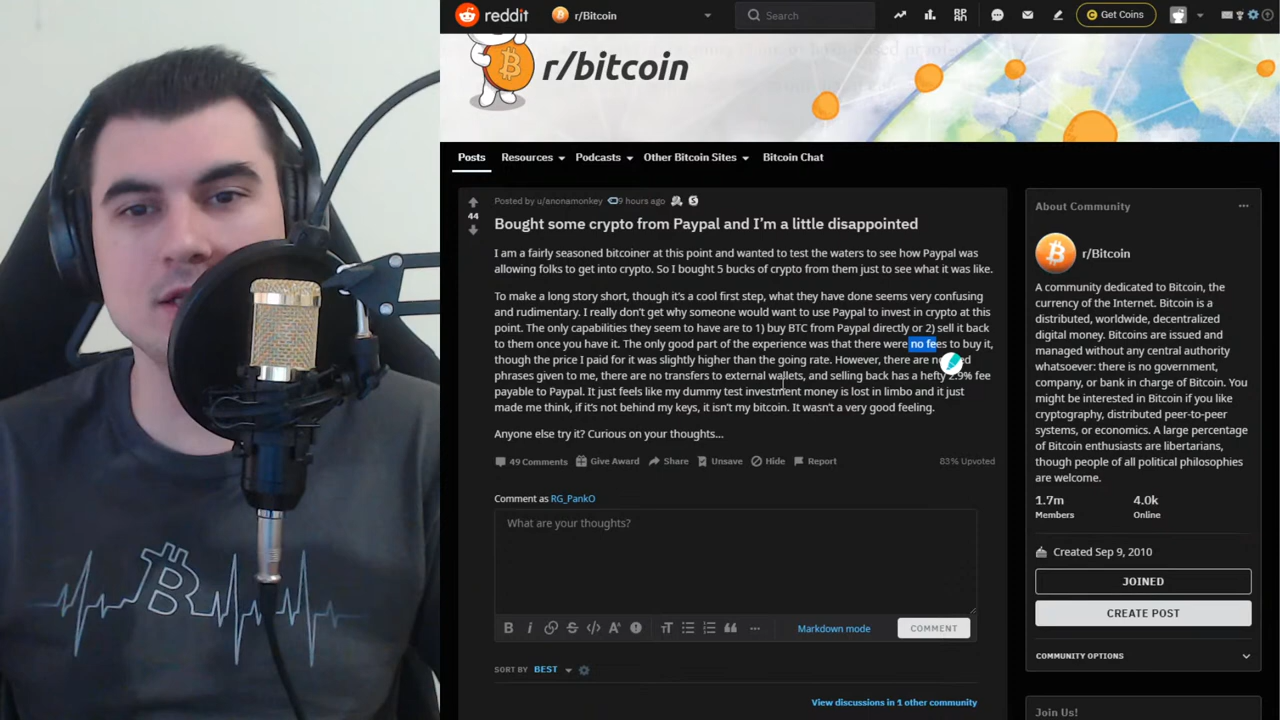 reddit
r/Bitcoin
Search
Get Coins
r/bitcoin
Posts
Resources
Podcasts
Other Bitcoin Sites
Bitcoin Chat
44
Posted by u/anonamonkey 9 hours ago
Bought some crypto from Paypal and I'm a little disappointed
I am a fairly seasoned bitcoiner at this point and wanted to test the waters to see how Paypal was
allowing folks to get into crypto. So I bought 5 bucks of crypto from them just to see what it was like.
To make a long story short, though it's a cool first step, what they have done seems very confusing
and rudimentary. I really don't get why someone would want to use Paypal to invest in crypto at this
point. The only capabilities they seem to have are to 1) buy BTC from Paypal directly or 2) sell it back
to them once you have it. The only good part of the experience was that there were no fees to buy it,
though the price I paid for it was slightly higher than the going rate. However, there are
phrases given to me, there are no transfers to external wallets, and selling back has a hefty 2.9% fee
payable to Paypal. It just feels like my dummy test investment money is lost in limbo and it just
made me think, if it's not behind my keys, it isn't my bitcoin. It wasn't a very good feeling.
Anyone else try it? Curious on your thoughts...
49 Comments
Give Award
Share
Unsave
Hide
Report
83% Upvoted
Comment as RG_PankO
What are your thoughts?
Markdown mode
COMMENT
SORT BY BEST
View discussions in 1 other community
About Community
r/Bitcoin
A community dedicated to Bitcoin, the
currency of the Internet. Bitcoin is a
distributed, worldwide, decentralized
digital money. Bitcoins are issued and
managed without any central authority
whatsoever: there is no government,
company, or bank in charge of Bitcoin. You
might be interested in Bitcoin if you like
cryptography, distributed peer-to-peer
systems, or economics. A large percentage
of Bitcoin enthusiasts are libertarians,
though people of all political philosophies
are welcome.
1.7m
Members
4.0k
Online
Created Sep 9, 2010
JOINED
CREATE POST
COMMUNITY OPTIONS
Join Us!